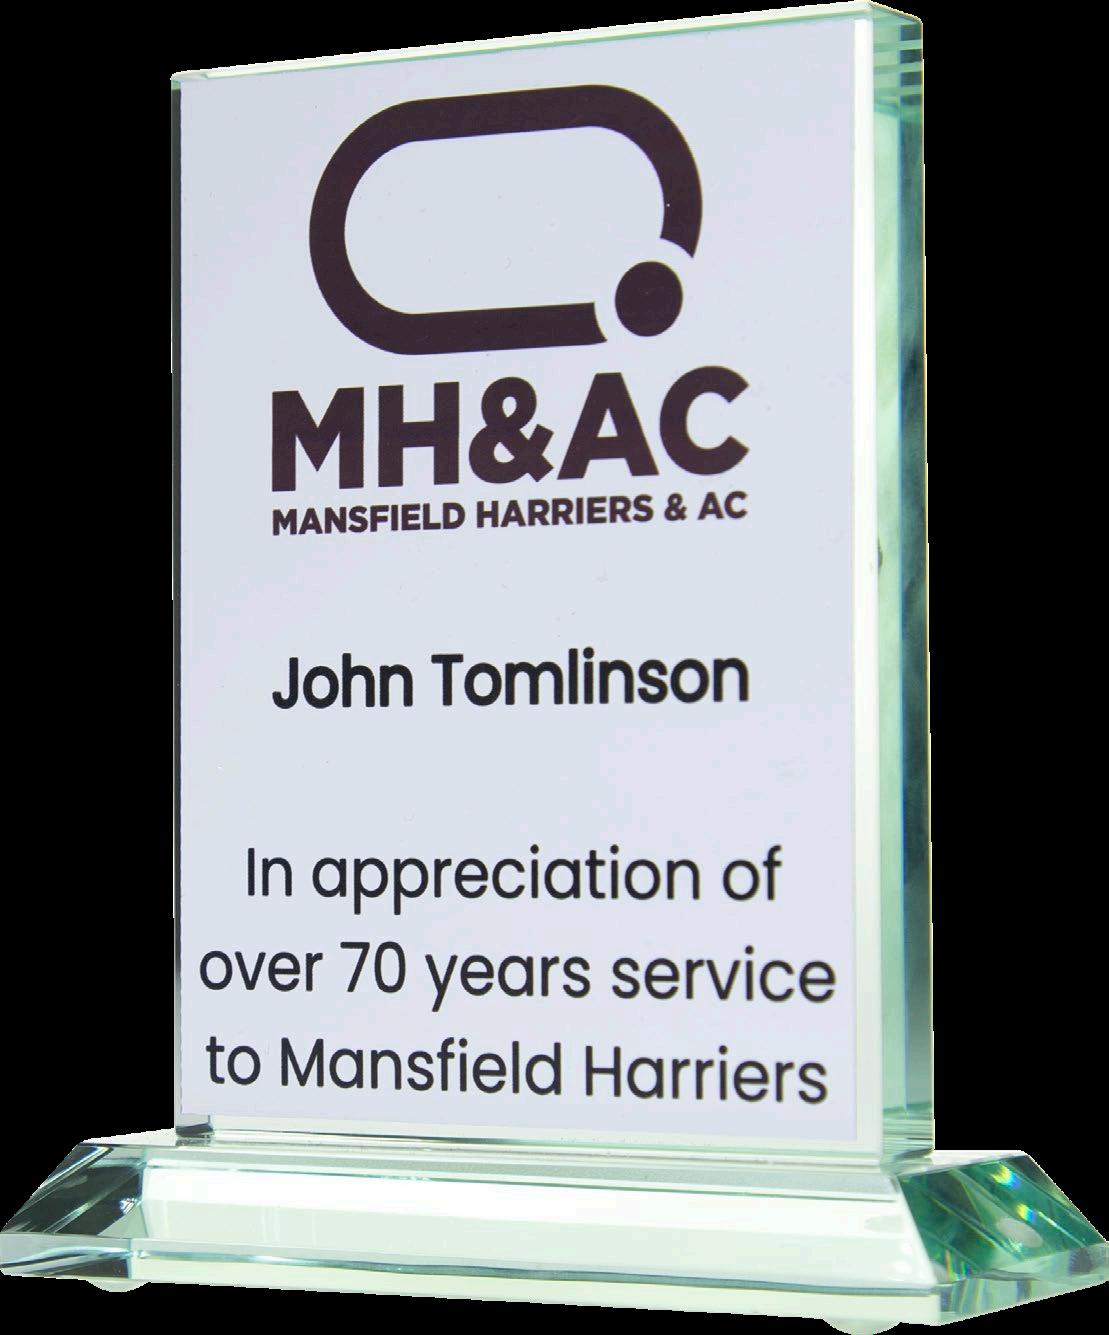 MH&AC
MANSFIELD HARRIERS & AC
John Tomlinson
In appreciation of
over 70 years service
to Mansfield Harriers